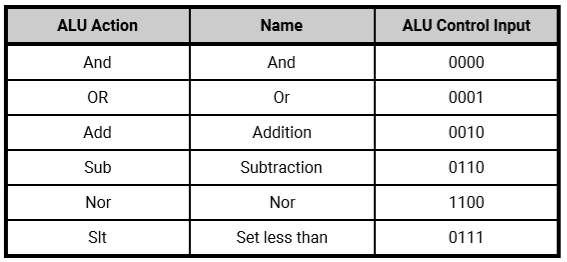 ALU Action Name ALU Control Input
And And 0000
OR Or 0001
Add Addition 0010
Sub Subtraction 0110
Nor Nor 1100
Slt Set less than 0111